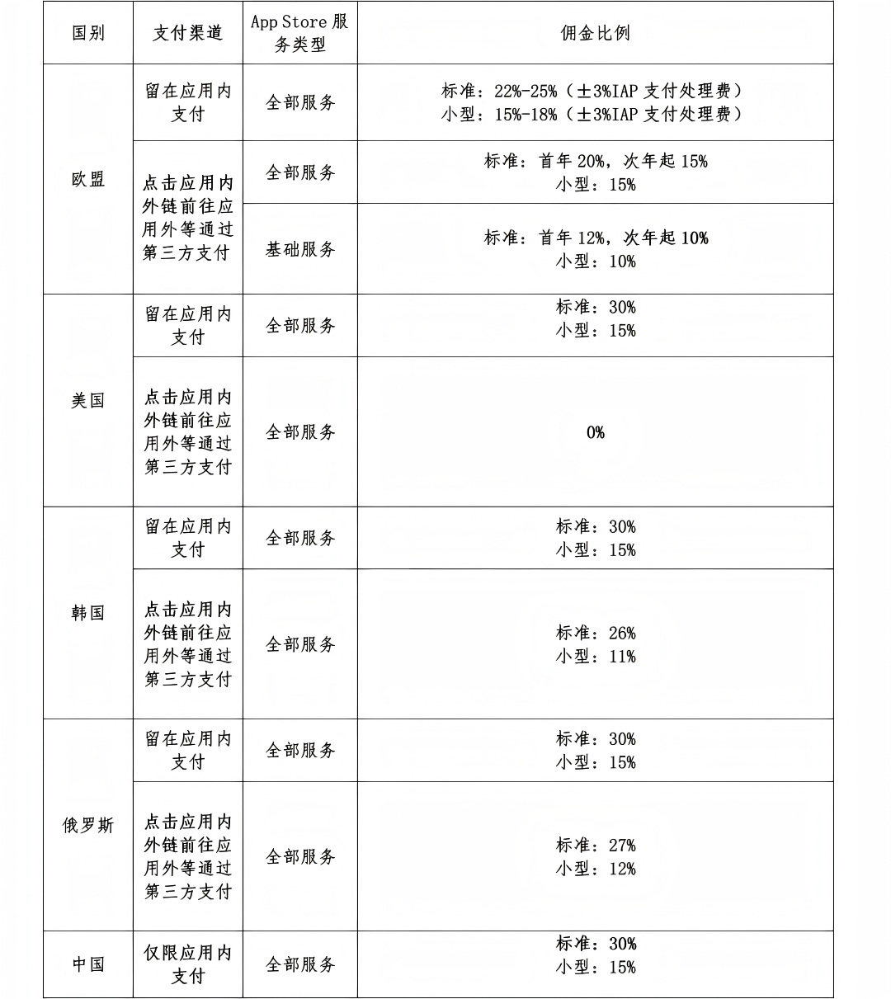 国别
支付渠道
App Store 服
务类型
佣金比例
欧盟
留在应用内
支付
全部服务
标准：22%-25%（±3%IAP 支付处理费）
小型：15%-18%（±3%IAP 支付处理费）
点击应用内
外链前往应
用外等通过
第三方支付
全部服务
标准：首年 20%，次年起 15%
小型：15%
基础服务
标准：首年 12%，次年起 10%
小型：10%
美国
留在应用内
支付
全部服务
标准：30%
小型：15%
点击应用内
外链前往应
用外等通过
第三方支付
全部服务
0%
韩国
留在应用内
支付
全部服务
标准：30%
小型：15%
点击应用内
外链前往应
用外等通过
第三方支付
全部服务
标准：26%
小型：11%
俄罗斯
留在应用内
支付
全部服务
标准：30%
小型：15%
点击应用内
外链前往应
用外等通过
第三方支付
全部服务
标准：27%
小型：12%
中国
仅限应用内
支付
全部服务
标准：30%
小型：15%